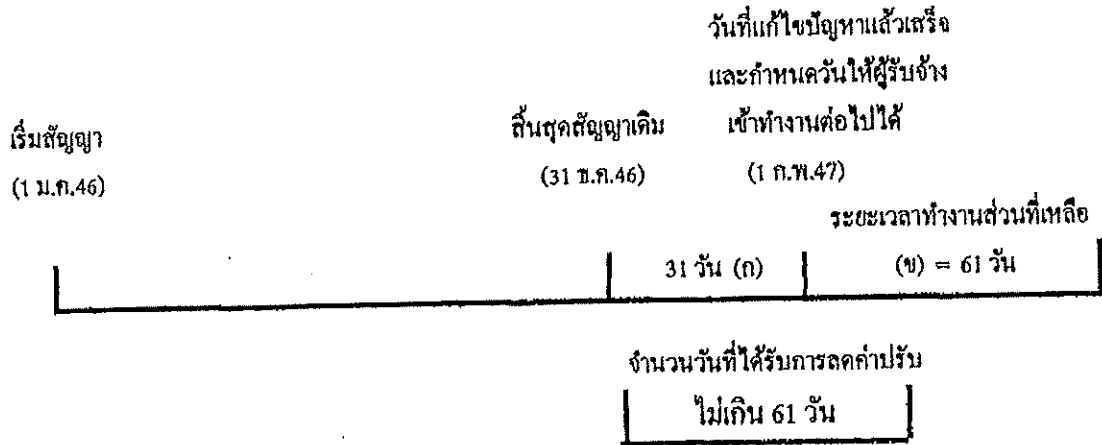 วันที่แก้ไขปัญหาแล้วเสร็จ
และกำหนดวันให้ผู้รับจ้าง
เข้าทำงานต่อไปได้
(1 ก.พ.47)
เริ่มสัญญา
(1 ม.ค.46)
สิ้นสุดสัญญาเดิม
(31 ธ.ค.46)
ระยะเวลาทำงานส่วนที่เหลือ
31 วัน (ก)
(ข) = 61 วัน
จำนวนวันที่ได้รับการลดค่าปรับ
ไม่เกิน 61 วัน